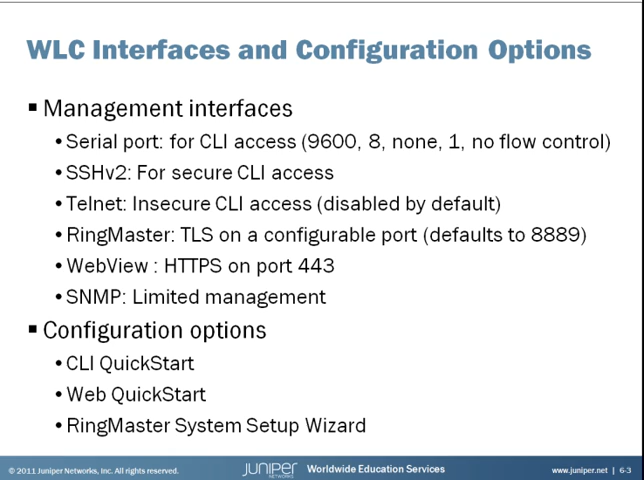 WLC Interfaces and Configuration Options
▪ Management interfaces
• Serial port: for CLI access (9600, 8, none, 1, no flow control)
• SSHv2: For secure CLI access
• Telnet: Insecure CLI access (disabled by default)
• RingMaster: TLS on a configurable port (defaults to 8889)
• WebView : HTTPS on port 443
• SNMP: Limited management
▪ Configuration options
• CLI QuickStart
• Web QuickStart
• RingMaster System Setup Wizard
© 2011 Juniper Networks, Inc. All rights reserved.
JUNIPER NETWORKS
Worldwide Education Services
www.juniper.net | 6-3